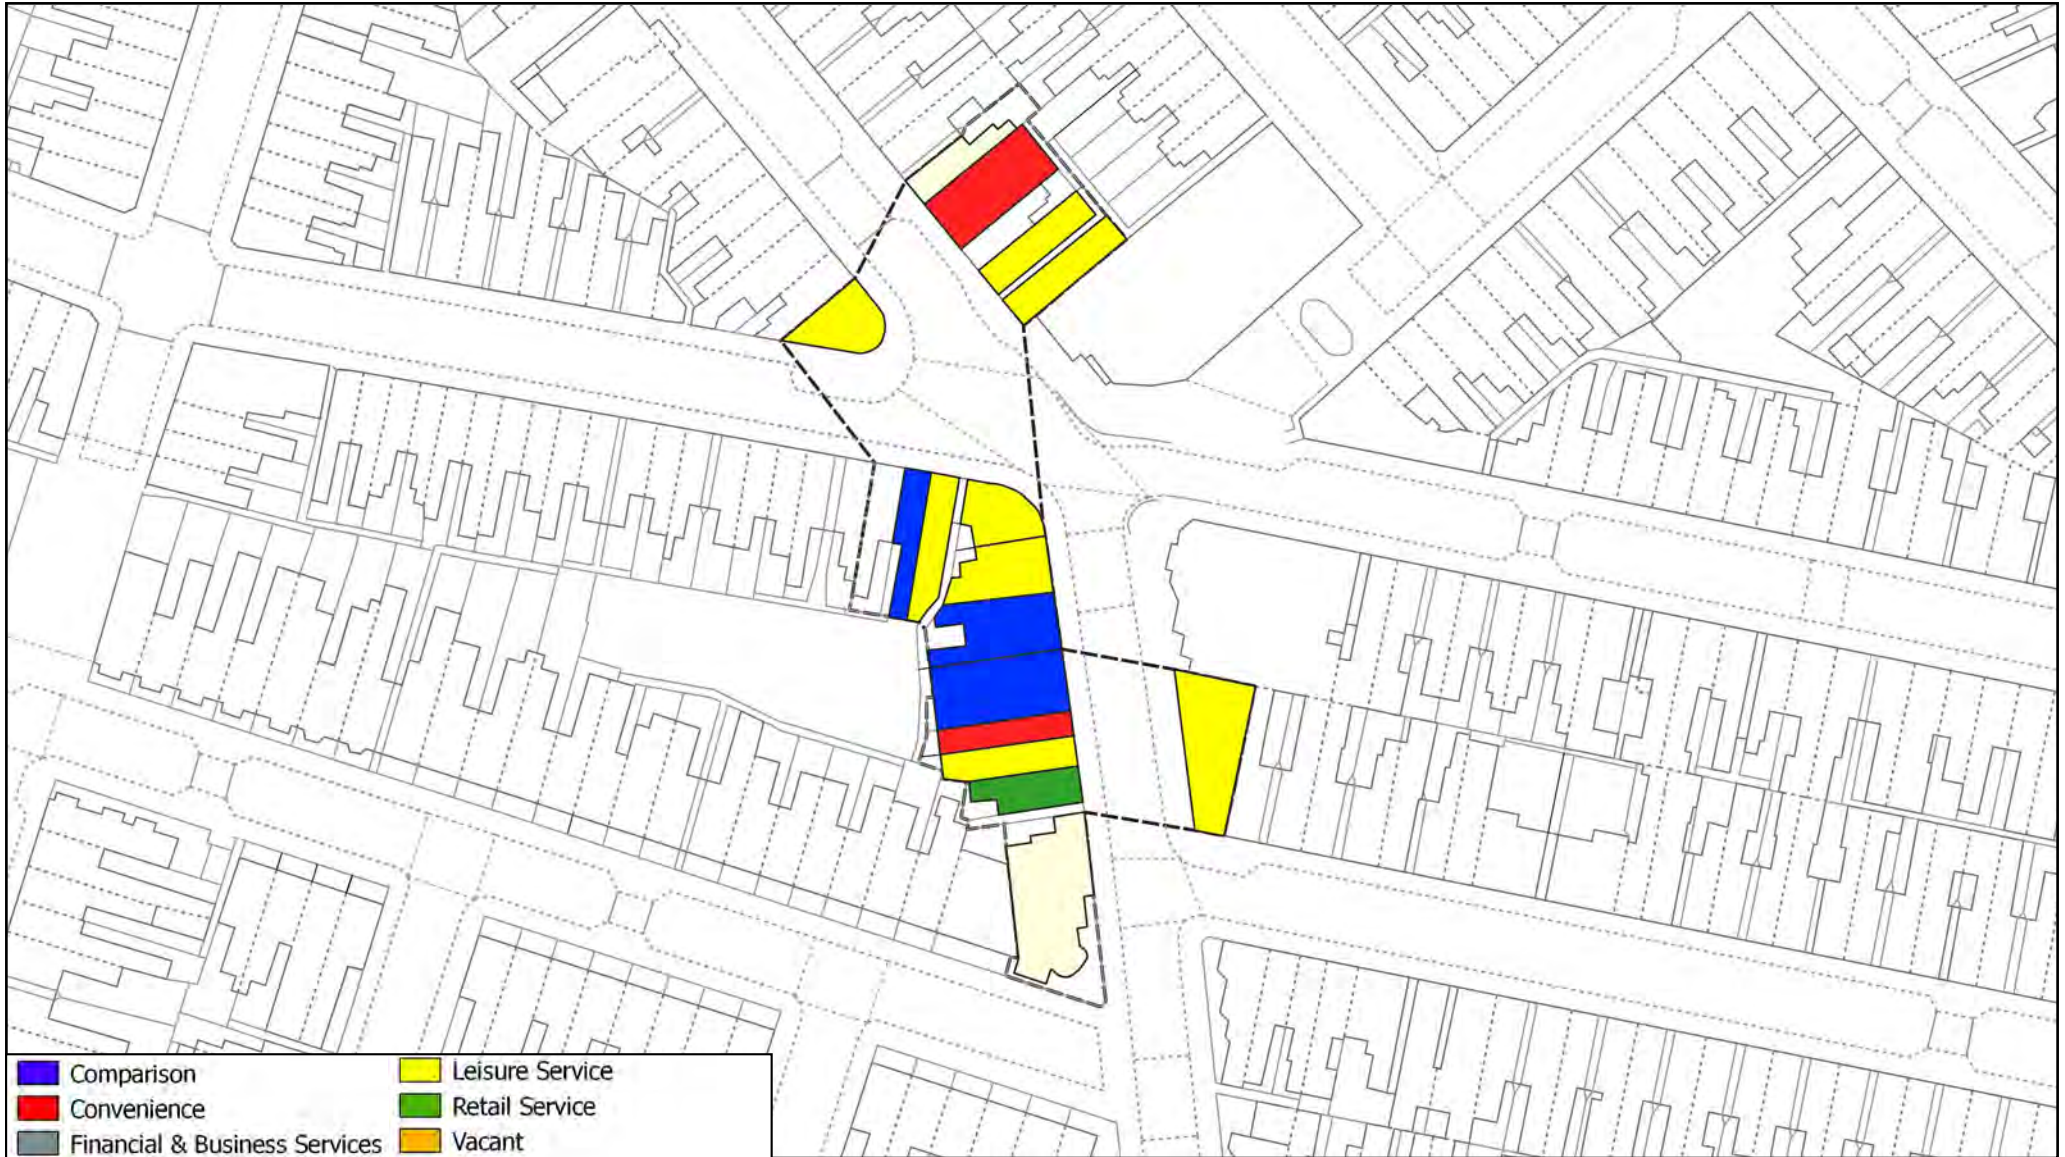 Comparison
Convenience
Financial & Business Services
Leisure Service
Retail Service
Vacant